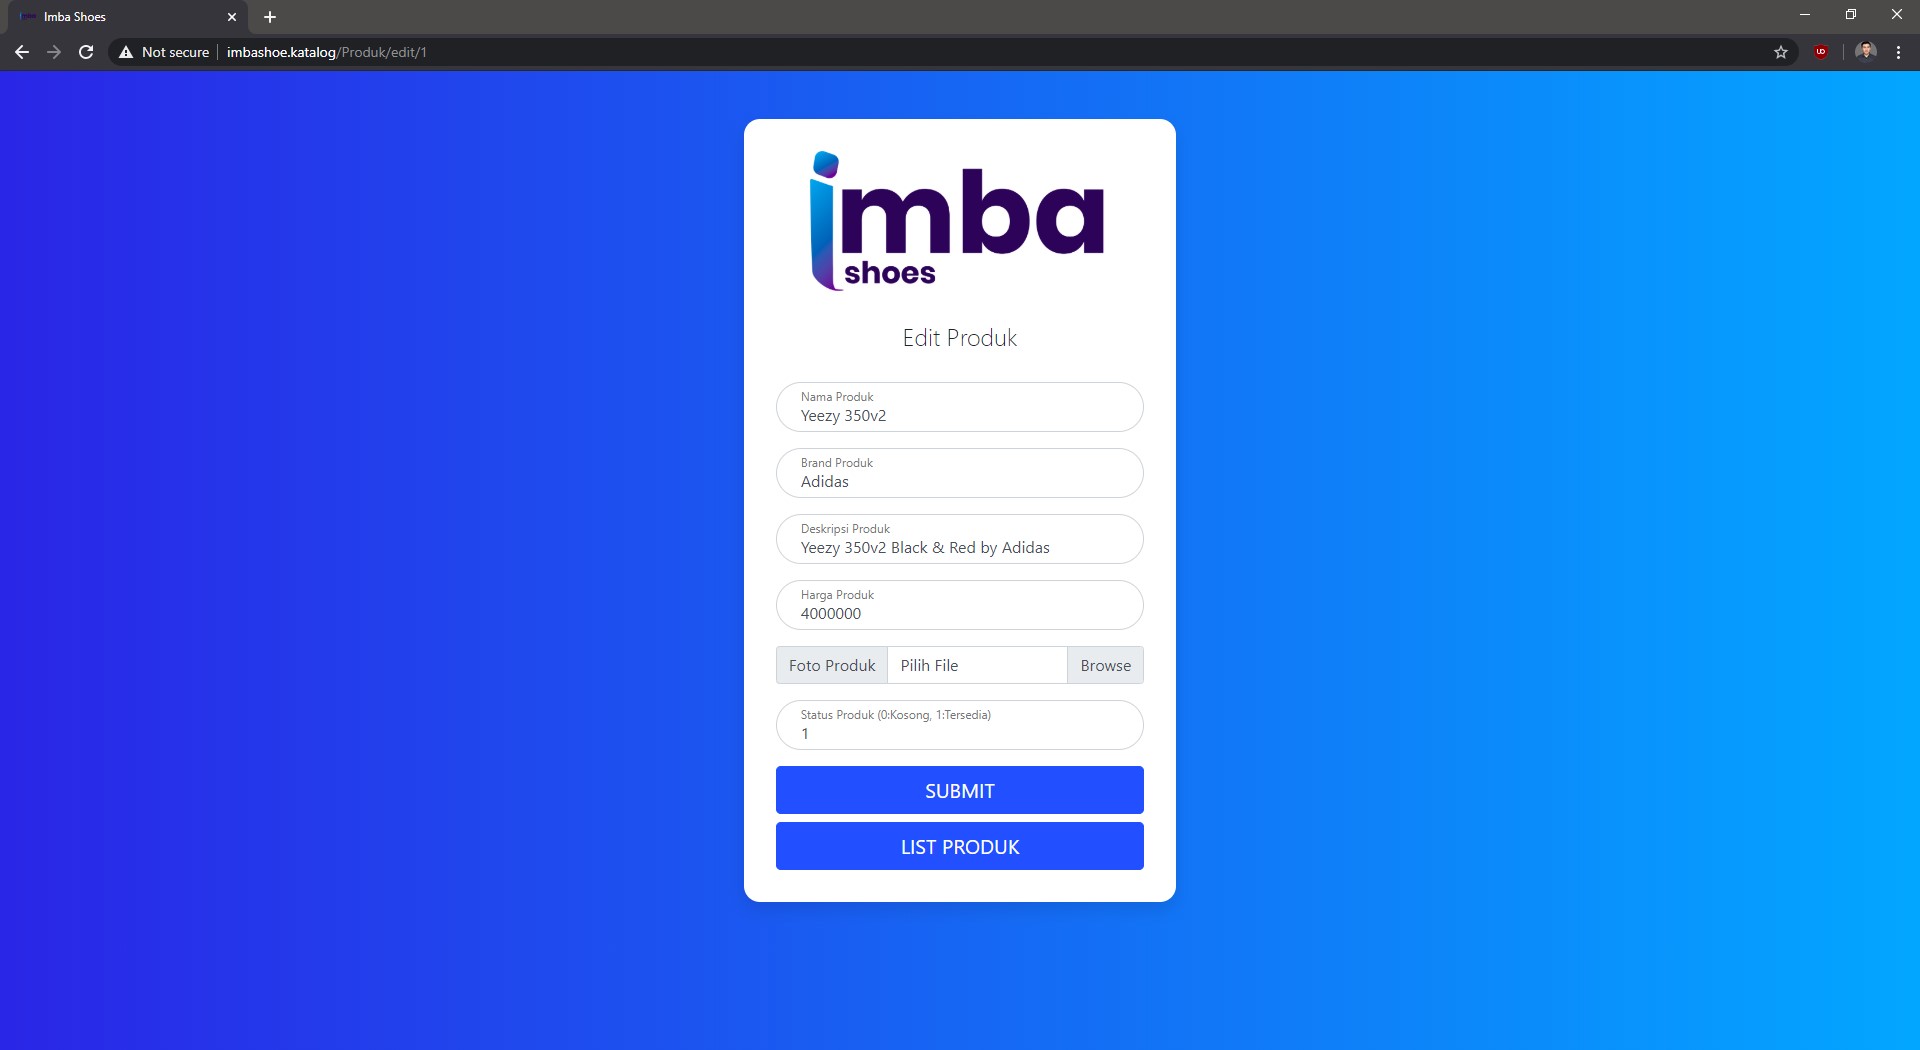 Imba Shoes
Not secure imbashoe.katalog/Produk/edit/1
imba
shoes
Edit Produk
Nama Produk
Yeezy 350v2
Brand Produk
Adidas
Deskripsi Produk
Yeezy 350v2 Black & Red by Adidas
Harga Produk
4000000
Foto Produk Pilih File Browse
Status Produk (0:Kosong, 1:Tersedia)
1
SUBMIT
LIST PRODUK